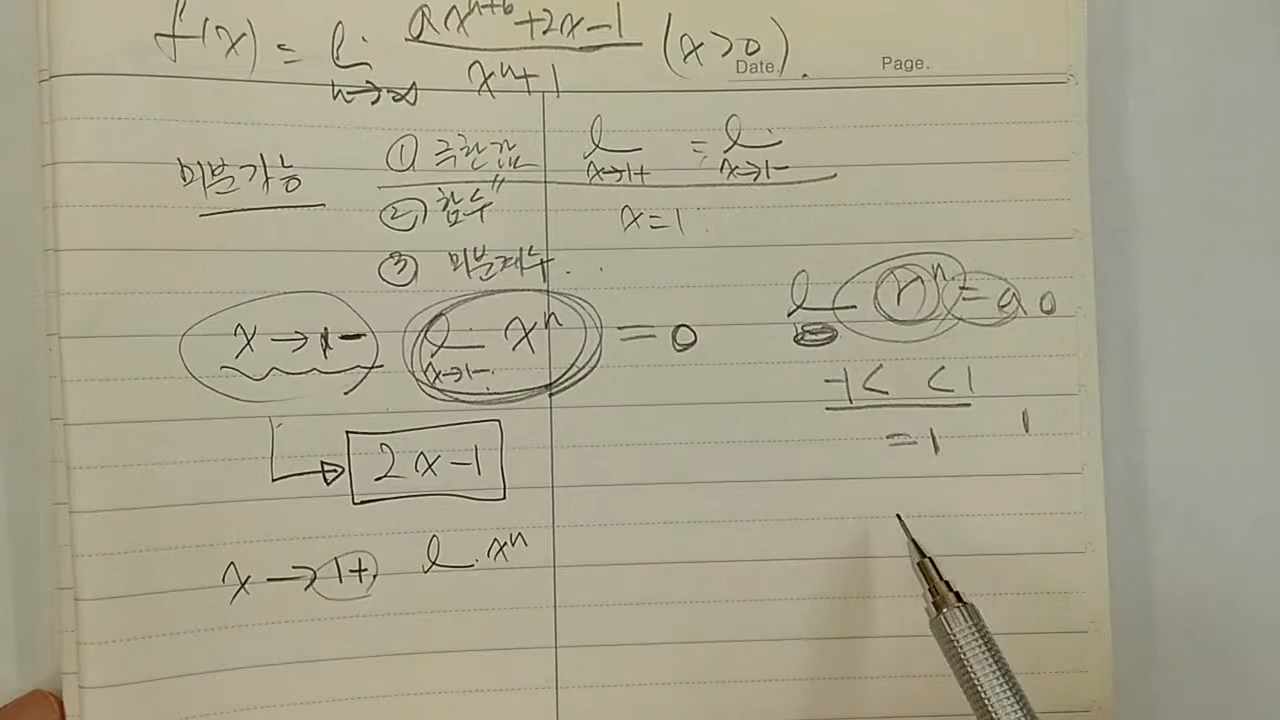 f(x) = lim n→∞ (ax^{n+b} + 2x - 1)/(x^n + 1) (x > 0).
Date. Page.
미분가능 ① 극한값 lim x→1+ = lim x→1-
② 함수〃 x = 1
③ 미분계수
x → 1- lim x→1- x^n = 0
lim r^n = 0
-1 < < 1
= 1 1
2x - 1
x → 1+ lim x^n